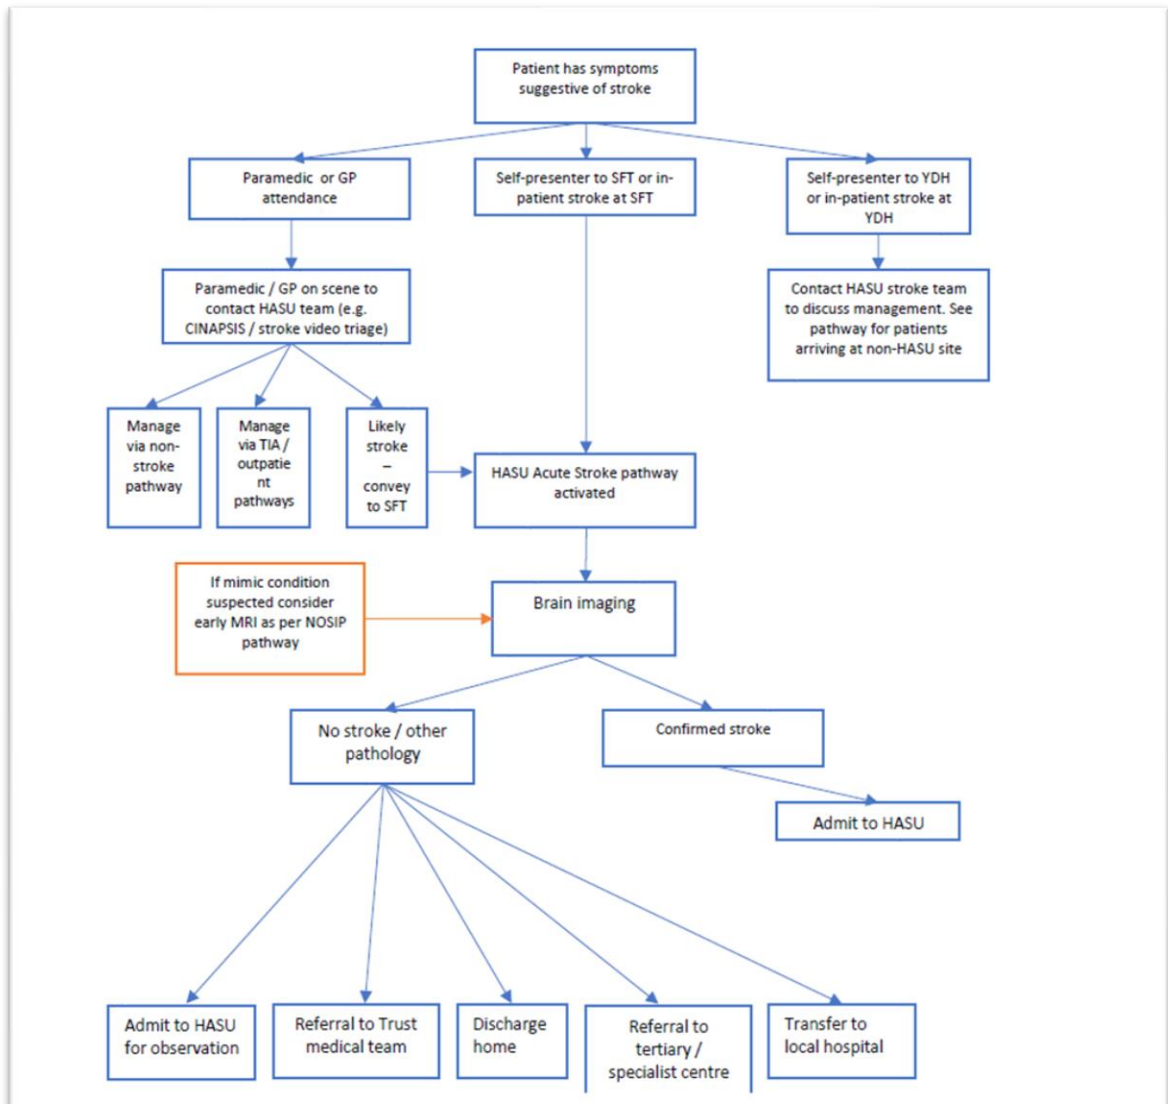 Patient has symptoms
suggestive of stroke
Paramedic or GP
attendance
Self-presenter to SFT or in-
patient stroke at SFT
Self-presenter to YDH
or in-patient stroke at
YDH
Paramedic / GP on scene to
contact HASU team (e.g.
CINAPSIS / stroke video triage)
Contact HASU stroke team
to discuss management. See
pathway for patients
arriving at non-HASU site
Manage
via non-
stroke
pathway
Manage
via TIA /
outpatie
nt
pathways
Likely
stroke
–
convey
to SFT
HASU Acute Stroke pathway
activated
If mimic condition
suspected consider
early MRI as per NOSIP
pathway
Brain imaging
No stroke / other
pathology
Confirmed stroke
Admit to HASU
Admit to HASU
for observation
Referral to Trust
medical team
Discharge
home
Referral to
tertiary /
specialist centre
Transfer to
local hospital